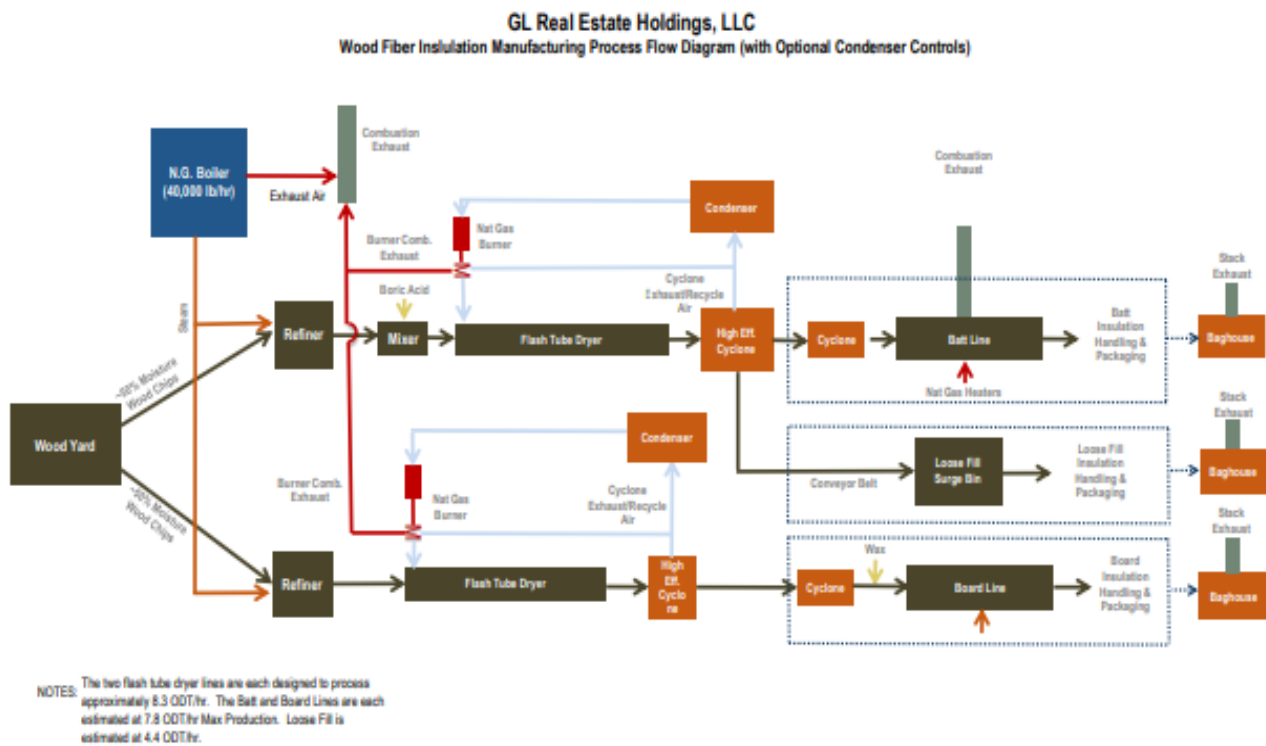 GL Real Estate Holdings, LLC
Wood Fiber Inslulation Manufacturing Process Flow Diagram (with Optional Condenser Controls)
N.G. Boiler
(40,000 lb/hr)
Exhaust Air
Combustion
Exhaust
Combustion
Exhaust
Condenser
Nat Gas
Burner
Burner Comb.
Exhaust
Cyclone
Exhaust/Recycle
Air
Boric Acid
Steam
Refiner
Mixer
Flash Tube Dryer
High Eff.
Cyclone
Cyclone
Batt Line
Nat Gas Heaters
Batt
Insulation
Handling &
Packaging
Stack
Exhaust
Baghouse
~50% Moisture
Wood Chips
Wood Yard
~50% Moisture
Wood Chips
Condenser
Burner Comb.
Exhaust
Nat Gas
Burner
Cyclone
Exhaust/Recycle
Air
Conveyor Belt
Loose Fill
Surge Bin
Loose Fill
Insulation
Handling &
Packaging
Stack
Exhaust
Baghouse
Refiner
Flash Tube Dryer
High
Eff.
Cyclo
ne
Cyclone
Wax
Board Line
Board
Insulation
Handling &
Packaging
Stack
Exhaust
Baghouse
NOTES: The two flash tube dryer lines are each designed to process
approximately 8.3 ODT/hr. The Batt and Board Lines are each
estimated at 7.8 ODT/hr Max Production. Loose Fill is
estimated at 4.4 ODT/hr.